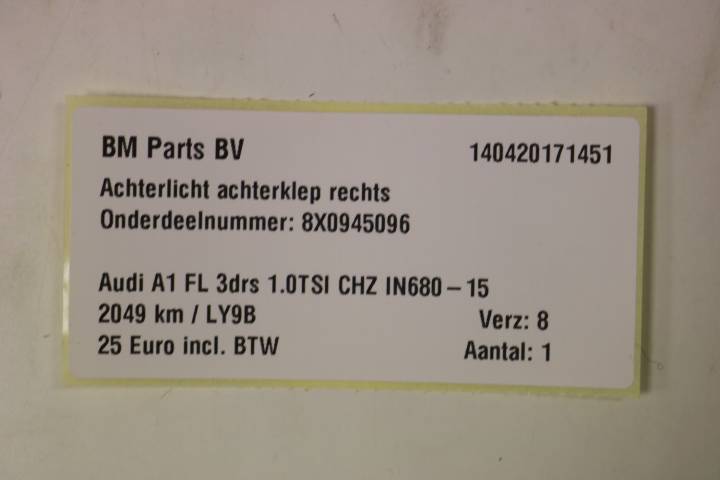 BM Parts BV 140420171451
Achterlicht achterklep rechts
Onderdeelnummer: 8X0945096
Audi A1 FL 3drs 1.0TSI CHZ IN680-15
2049 km / LY9B Verz: 8
25 Euro incl. BTW Aantal: 1